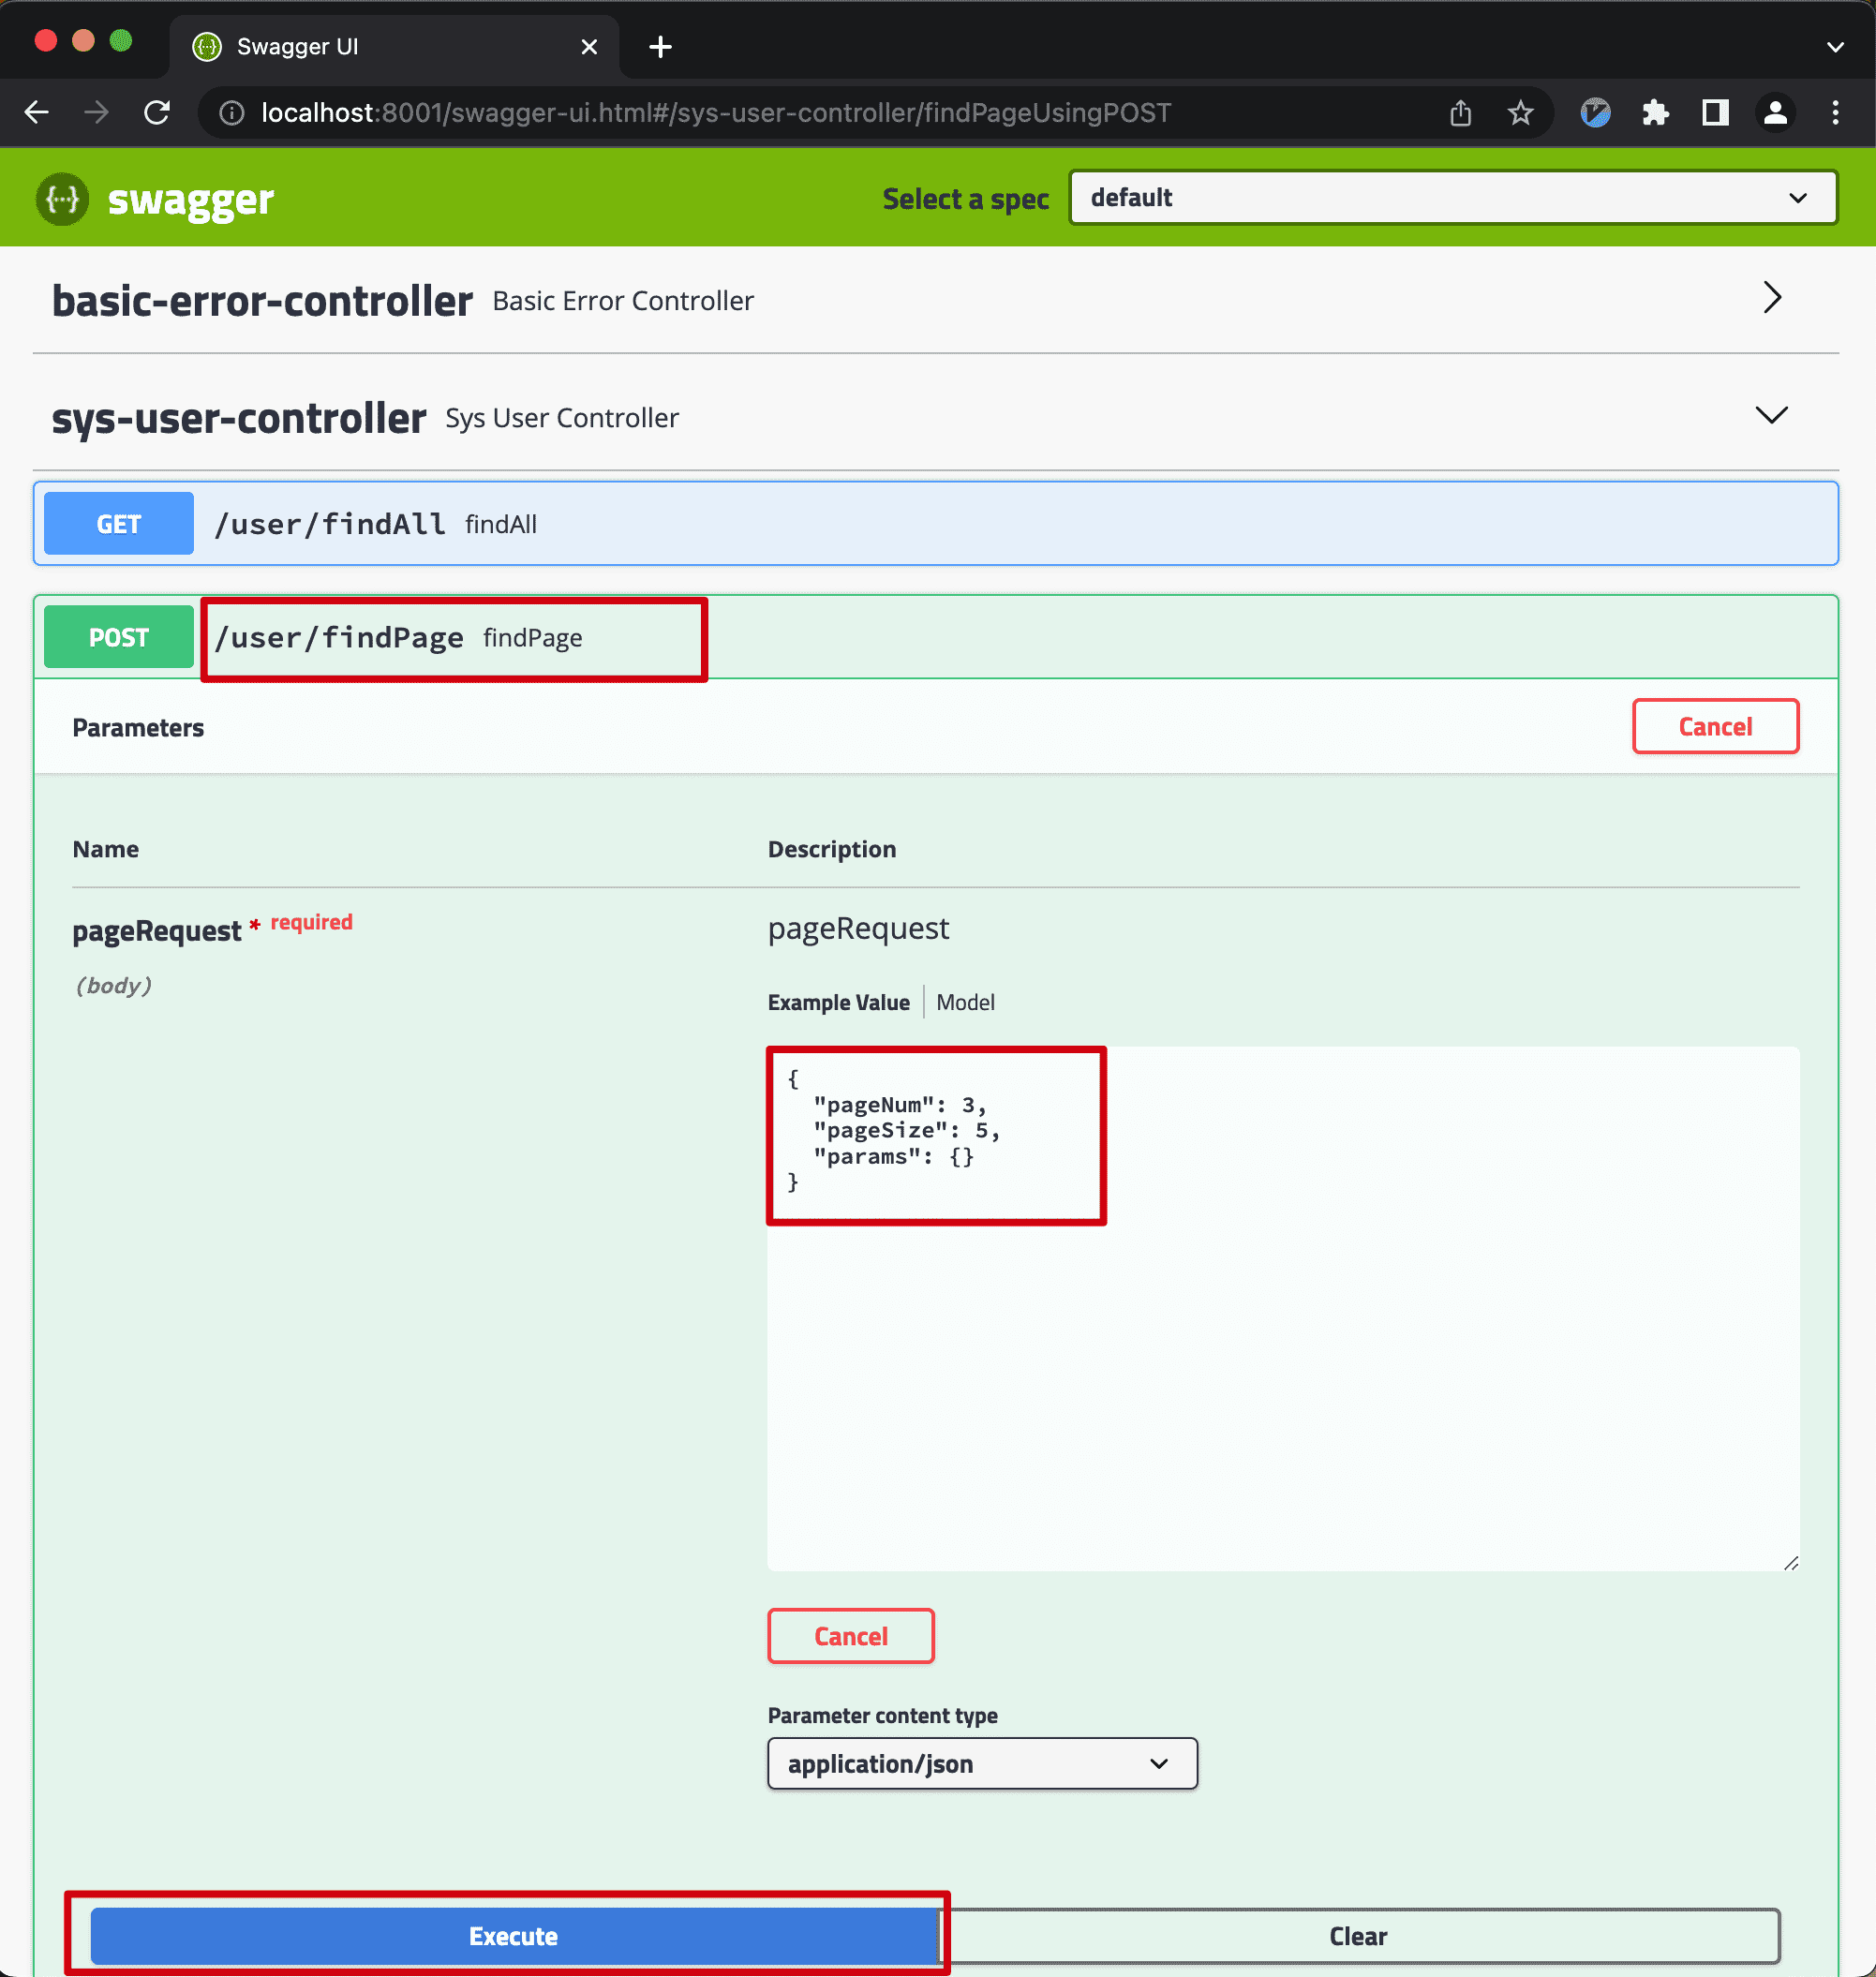 Swagger UI
localhost:8001/swagger-ui.html#/sys-user-controller/findPageUsingPOST
{···} swagger Select a spec default
basic-error-controller Basic Error Controller
sys-user-controller Sys User Controller
GET /user/findAll findAll
POST /user/findPage findPage
Parameters Cancel
Name Description
pageRequest * required pageRequest
(body)
Example Value Model
{
"pageNum": 3,
"pageSize": 5,
"params": {}
}
Cancel
Parameter content type
application/json
Execute Clear